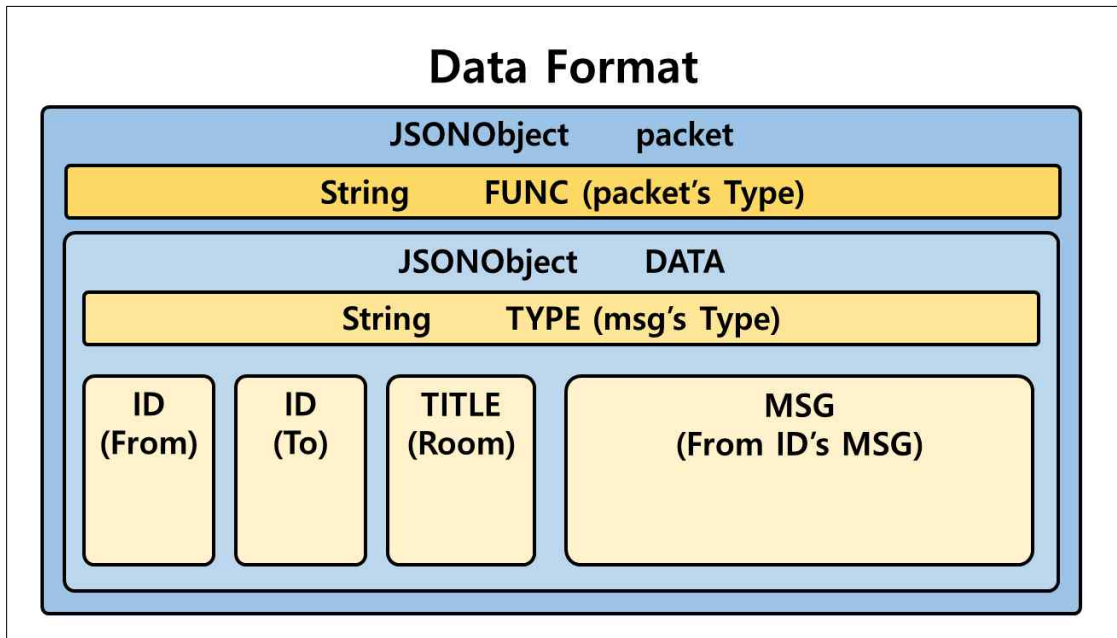 Data Format
JSONObject packet
String FUNC (packet's Type)
JSONObject DATA
String TYPE (msg's Type)
ID
(From)
ID
(To)
TITLE
(Room)
MSG
(From ID's MSG)